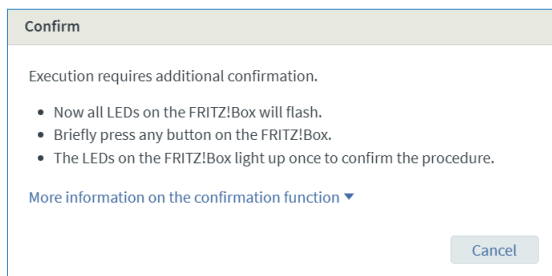 Confirm
Execution requires additional confirmation.
• Now all LEDs on the FRITZ!Box will flash.
• Briefly press any button on the FRITZ!Box.
• The LEDs on the FRITZ!Box light up once to confirm the procedure.
More information on the confirmation function
Cancel